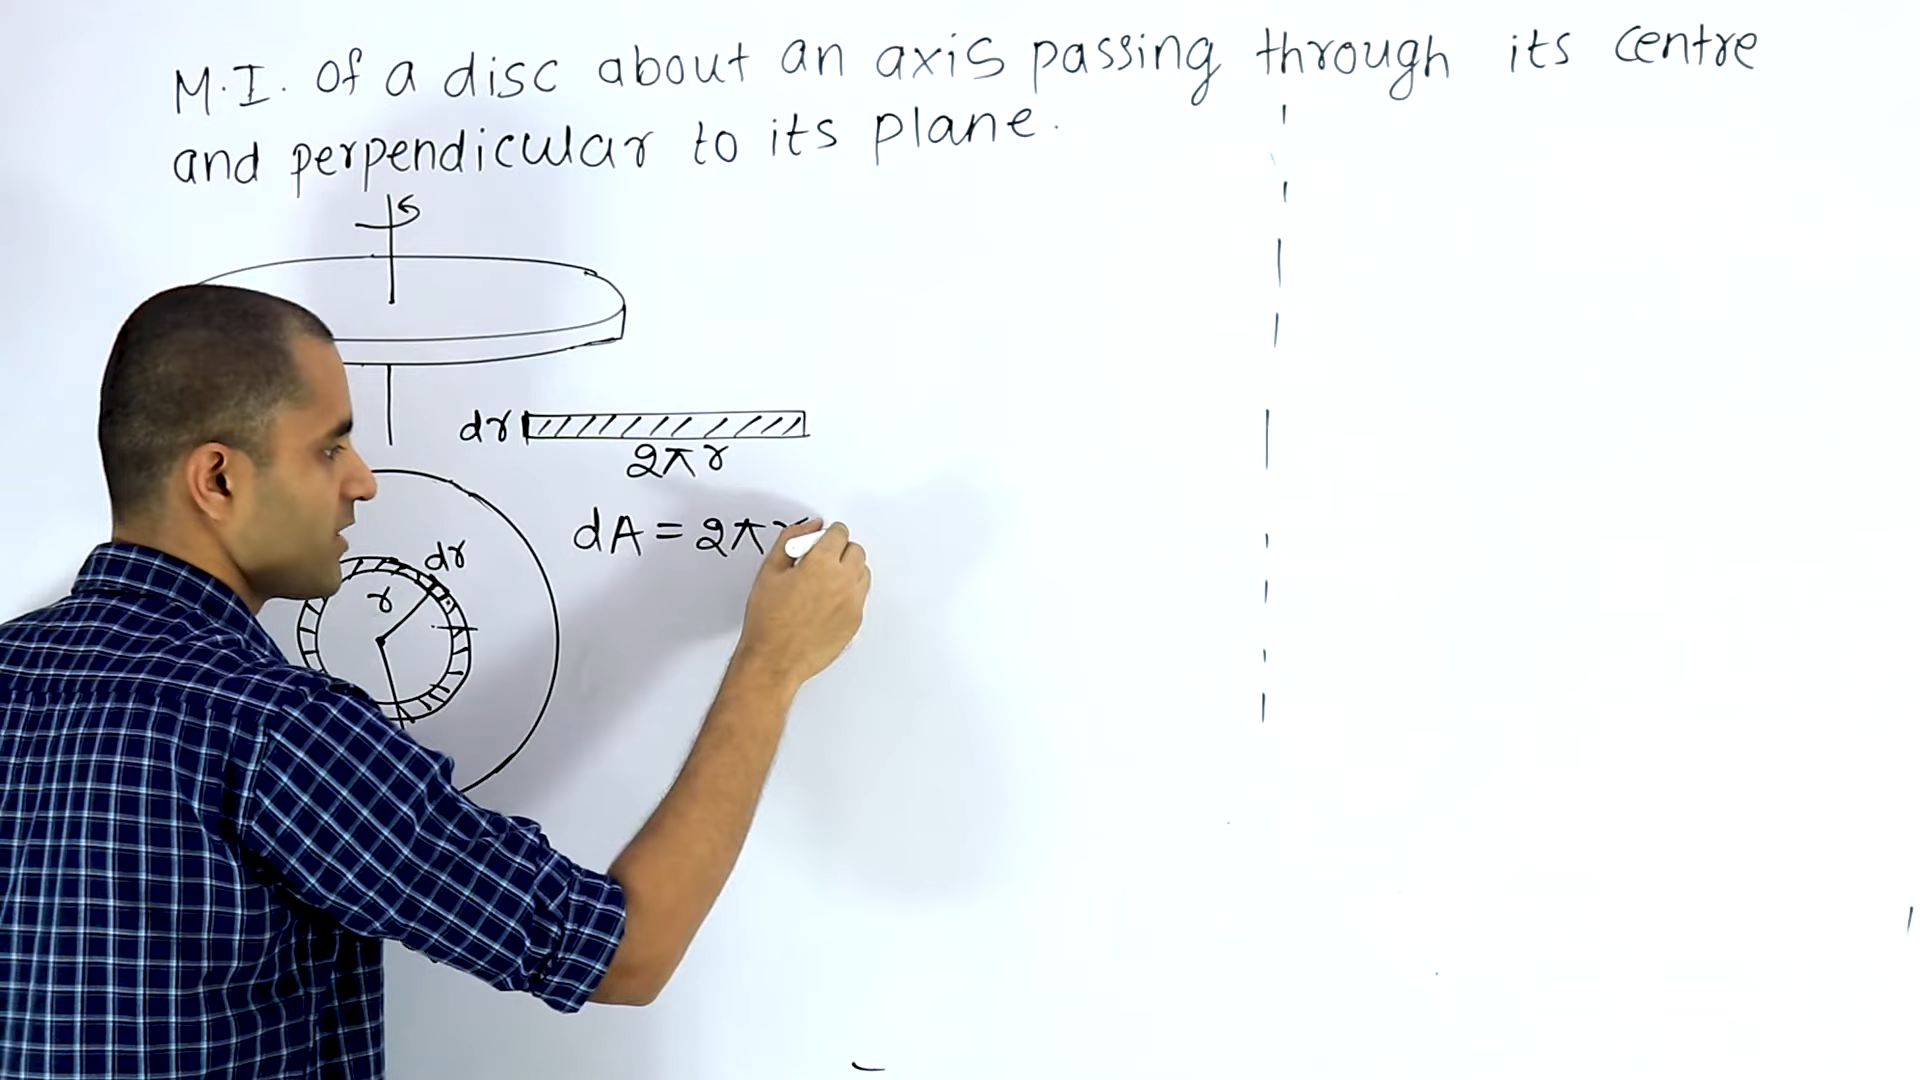 M.I. of a disc about an axis passing through its centre
and perpendicular to its plane.
dr
2πr
dA = 2πr
dr
r